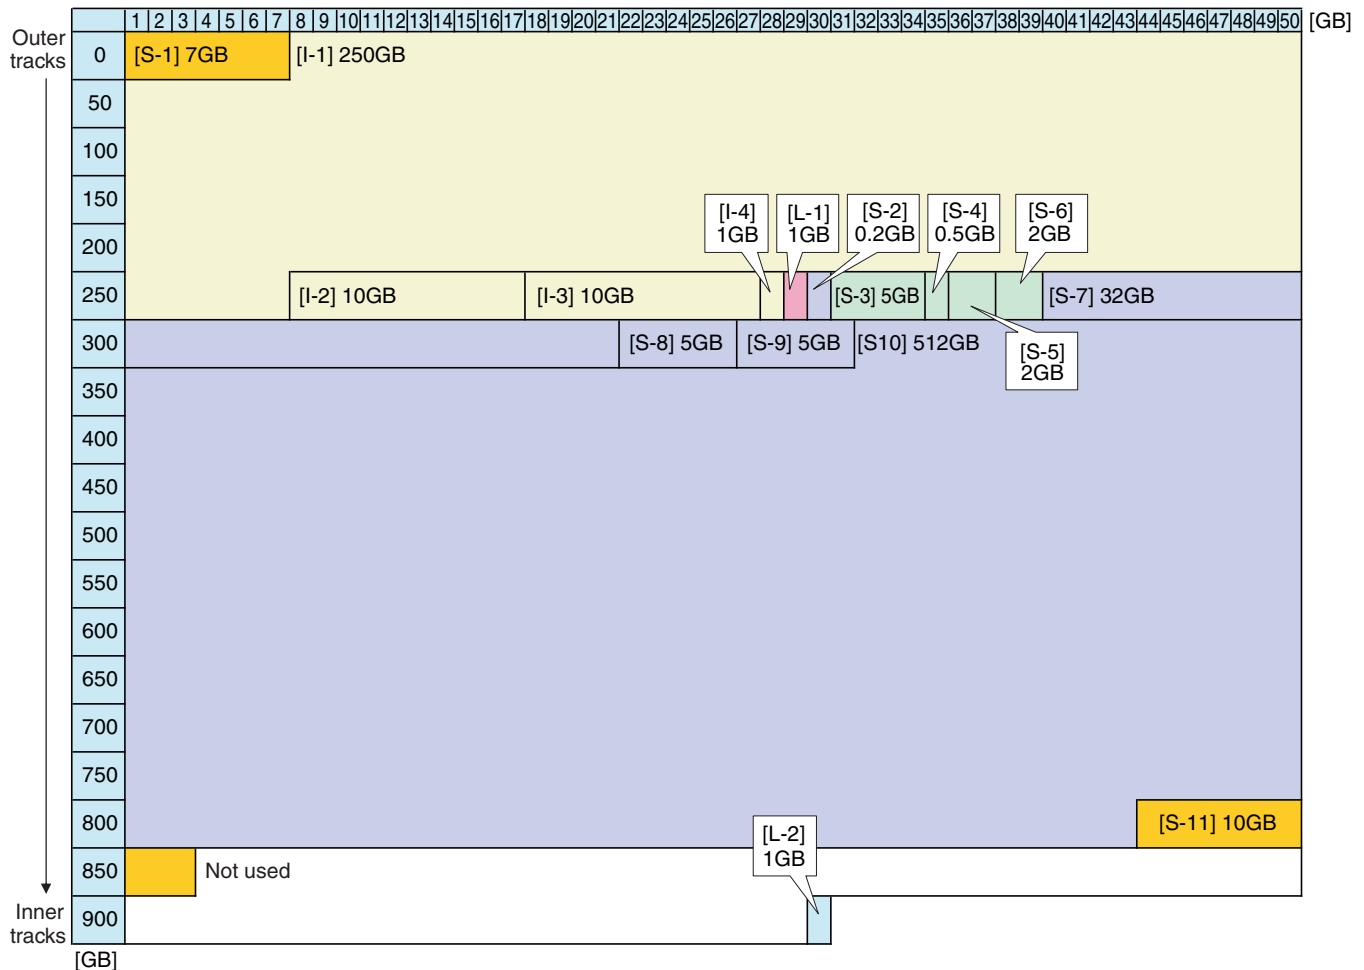 1 2 3 4 5 6 7 8 9 10 11 12 13 14 15 16 17 18 19 20 21 22 23 24 25 26 27 28 29 30 31 32 33 34 35 36 37 38 39 40 41 42 43 44 45 46 47 48 49 50 [GB]
Outer
tracks
0 [S-1] 7GB [I-1] 250GB
50
100
150
200
[I-4]
1GB
[L-1]
1GB
[S-2]
0.2GB
[S-4]
0.5GB
[S-6]
2GB
250 [I-2] 10GB [I-3] 10GB [S-3] 5GB [S-7] 32GB
300 [S-8] 5GB [S-9] 5GB [S10] 512GB
[S-5]
2GB
350
400
450
500
550
600
650
700
750
800 [S-11] 10GB
[L-2]
1GB
850 Not used
900
Inner
tracks
[GB]